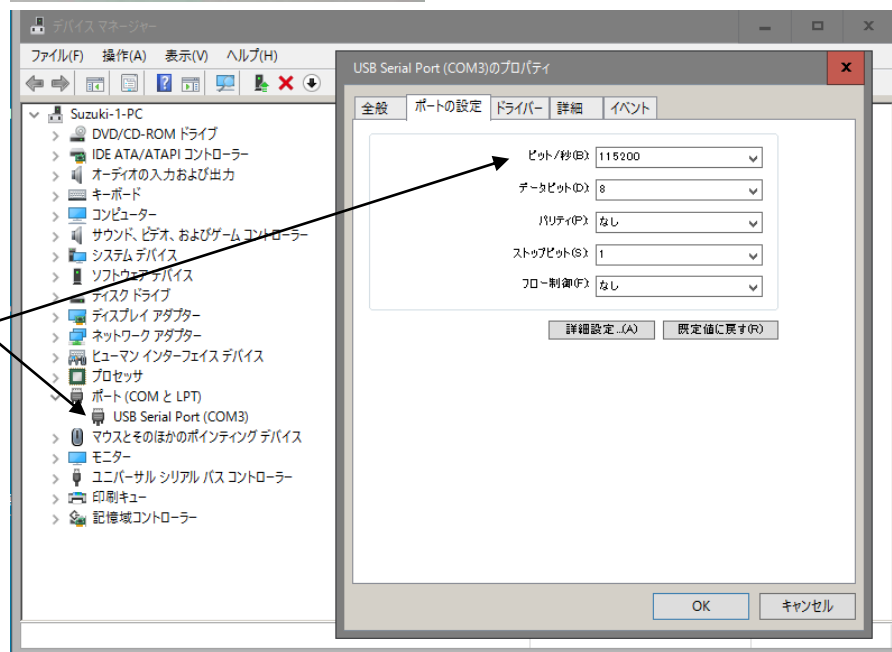 デバイス マネージャー
ファイル(F) 操作(A) 表示(V) ヘルプ(H)
Suzuki-1-PC
DVD/CD-ROM ドライブ
IDE ATA/ATAPI コントローラー
オーディオの入力および出力
キーボード
コンピューター
サウンド、ビデオ、およびゲーム コントローラー
システム デバイス
ソフトウェア デバイス
ディスク ドライブ
ディスプレイ アダプター
ネットワーク アダプター
ヒューマン インターフェイス デバイス
プロセッサ
ポート (COM と LPT)
USB Serial Port (COM3)
マウスとそのほかのポインティング デバイス
モニター
ユニバーサル シリアル バス コントローラー
印刷キュー
記憶域コントローラー
USB Serial Port (COM3)のプロパティ
全般 ポートの設定 ドライバー 詳細 イベント
ビット/秒(B): 115200
データ ビット(D): 8
パリティ(P): なし
ストップ ビット(S): 1
フロー制御(F): なし
詳細設定...(A) 既定値に戻す(R)
OK キャンセル